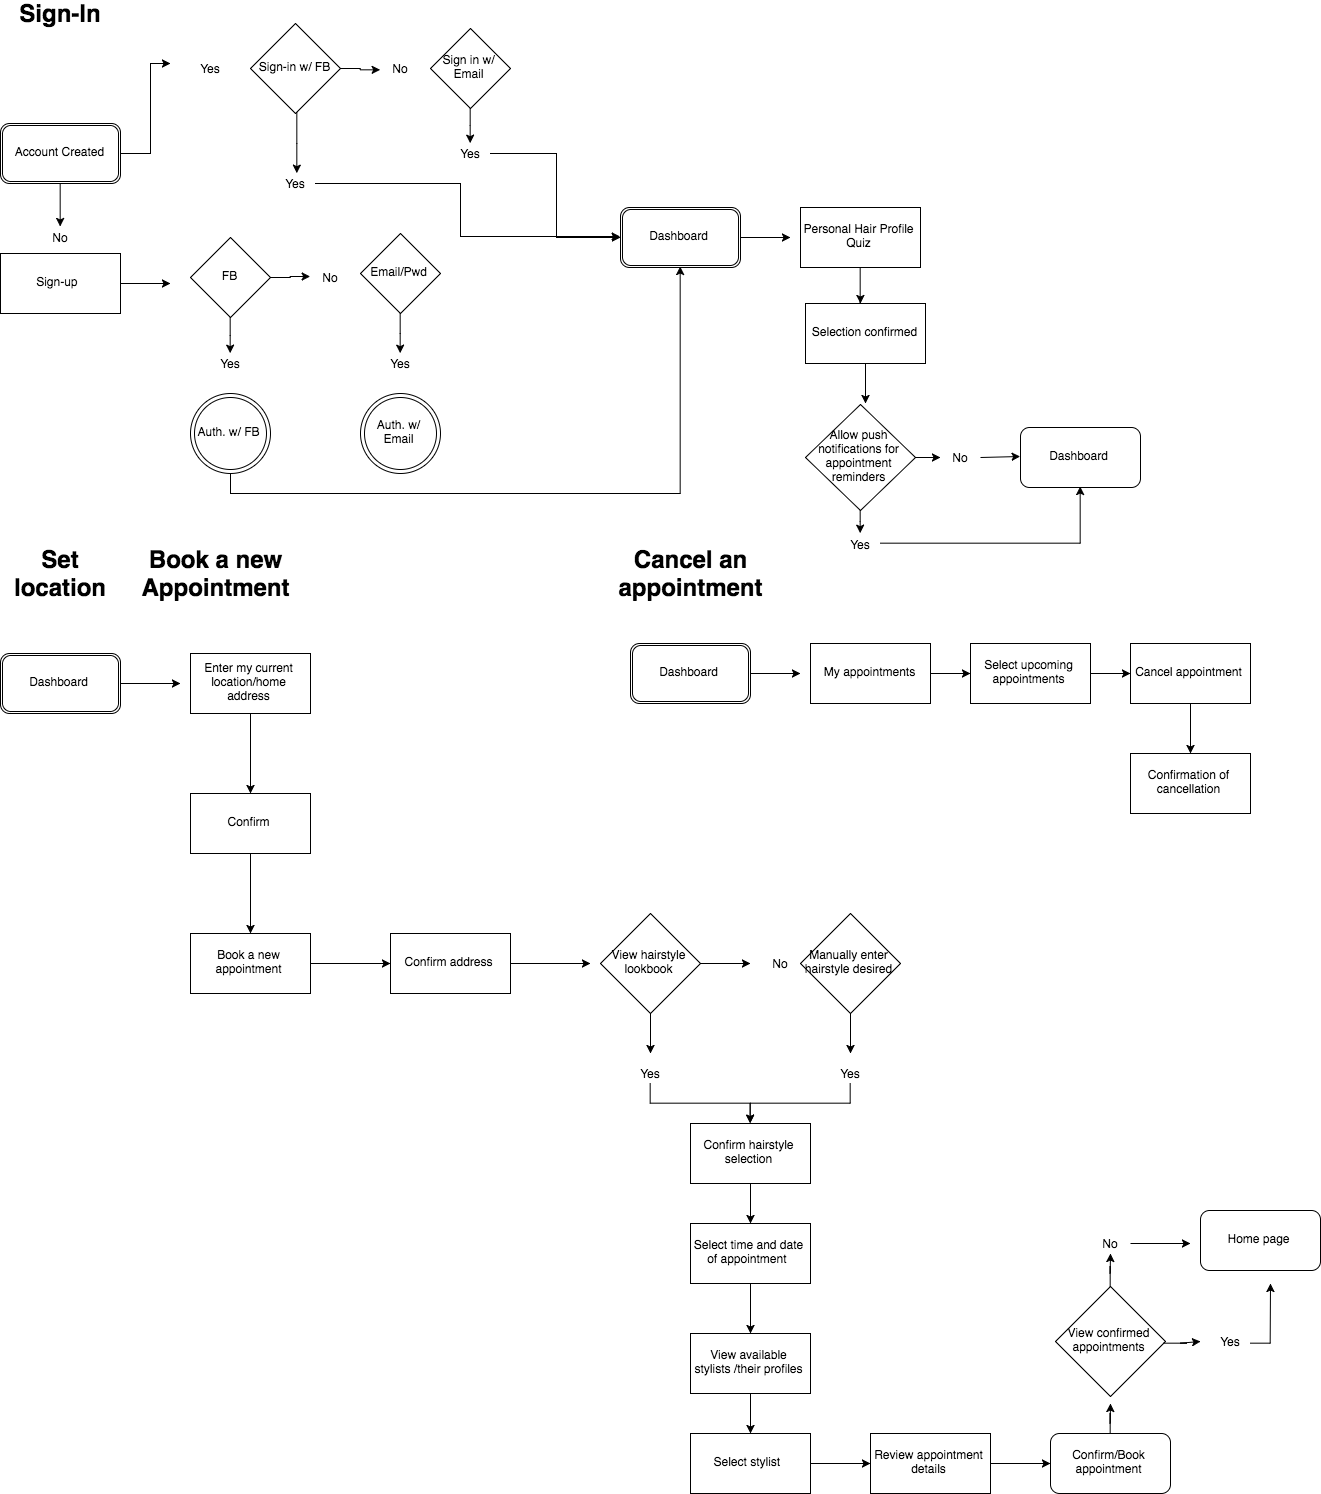 Sign-In
Yes
Sign-in w/ FB
No
Sign in w/
Email
Account Created
Yes
Yes
No
Sign-up
FB
No
Email/Pwd
Yes
Yes
Auth. w/ FB
Auth. w/
Email
Dashboard
Personal Hair Profile
Quiz
Selection confirmed
Allow push
notifications for
appointment
reminders
No
Dashboard
Yes
Set
location
Book a new
Appointment
Cancel an
appointment
Dashboard
Enter my current
location/home
address
Confirm
Book a new
appointment
Confirm address
View hairstyle
lookbook
No
Manually enter
hairstyle desired
Yes
Yes
Confirm hairstyle
selection
Select time and date
of appointment
View available
stylists /their profiles
Select stylist
Review appointment
details
Confirm/Book
appointment
View confirmed
appointments
No
Home page
Yes
Dashboard
My appointments
Select upcoming
appointments
Cancel appointment
Confirmation of
cancellation